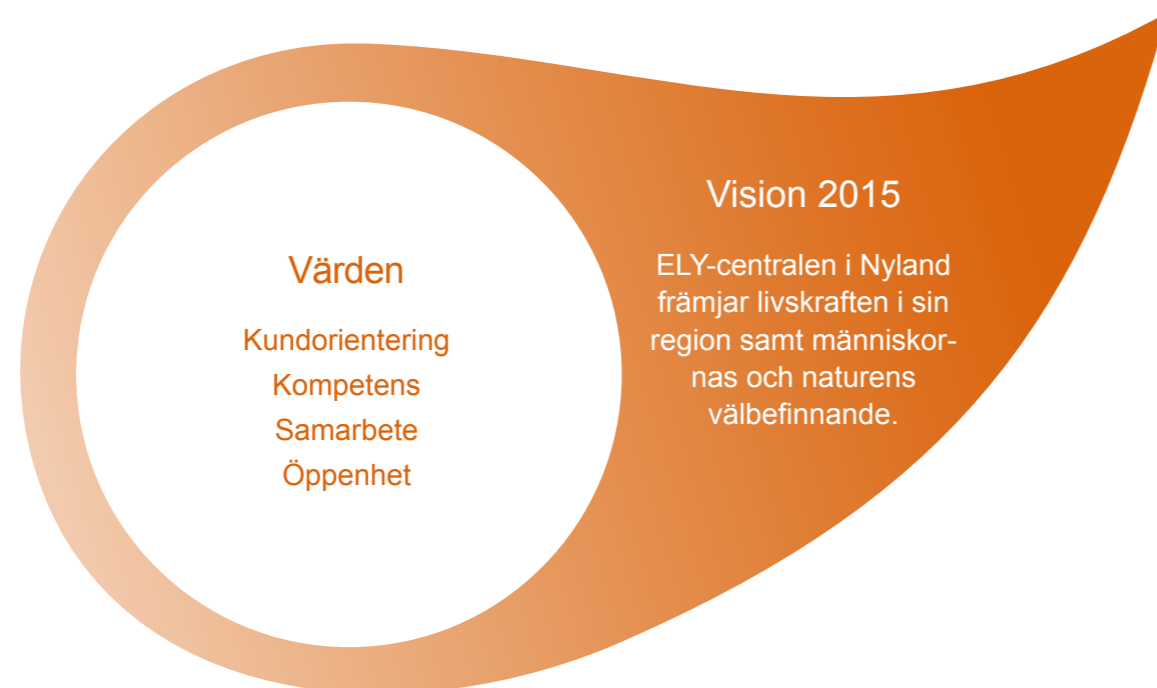 Värden
Kundorientering
Kompetens
Samarbete
Öppenhet
Vision 2015
ELY-centralen i Nyland
främjar livskraften i sin
region samt människor-
nas och naturens
välbefinnande.